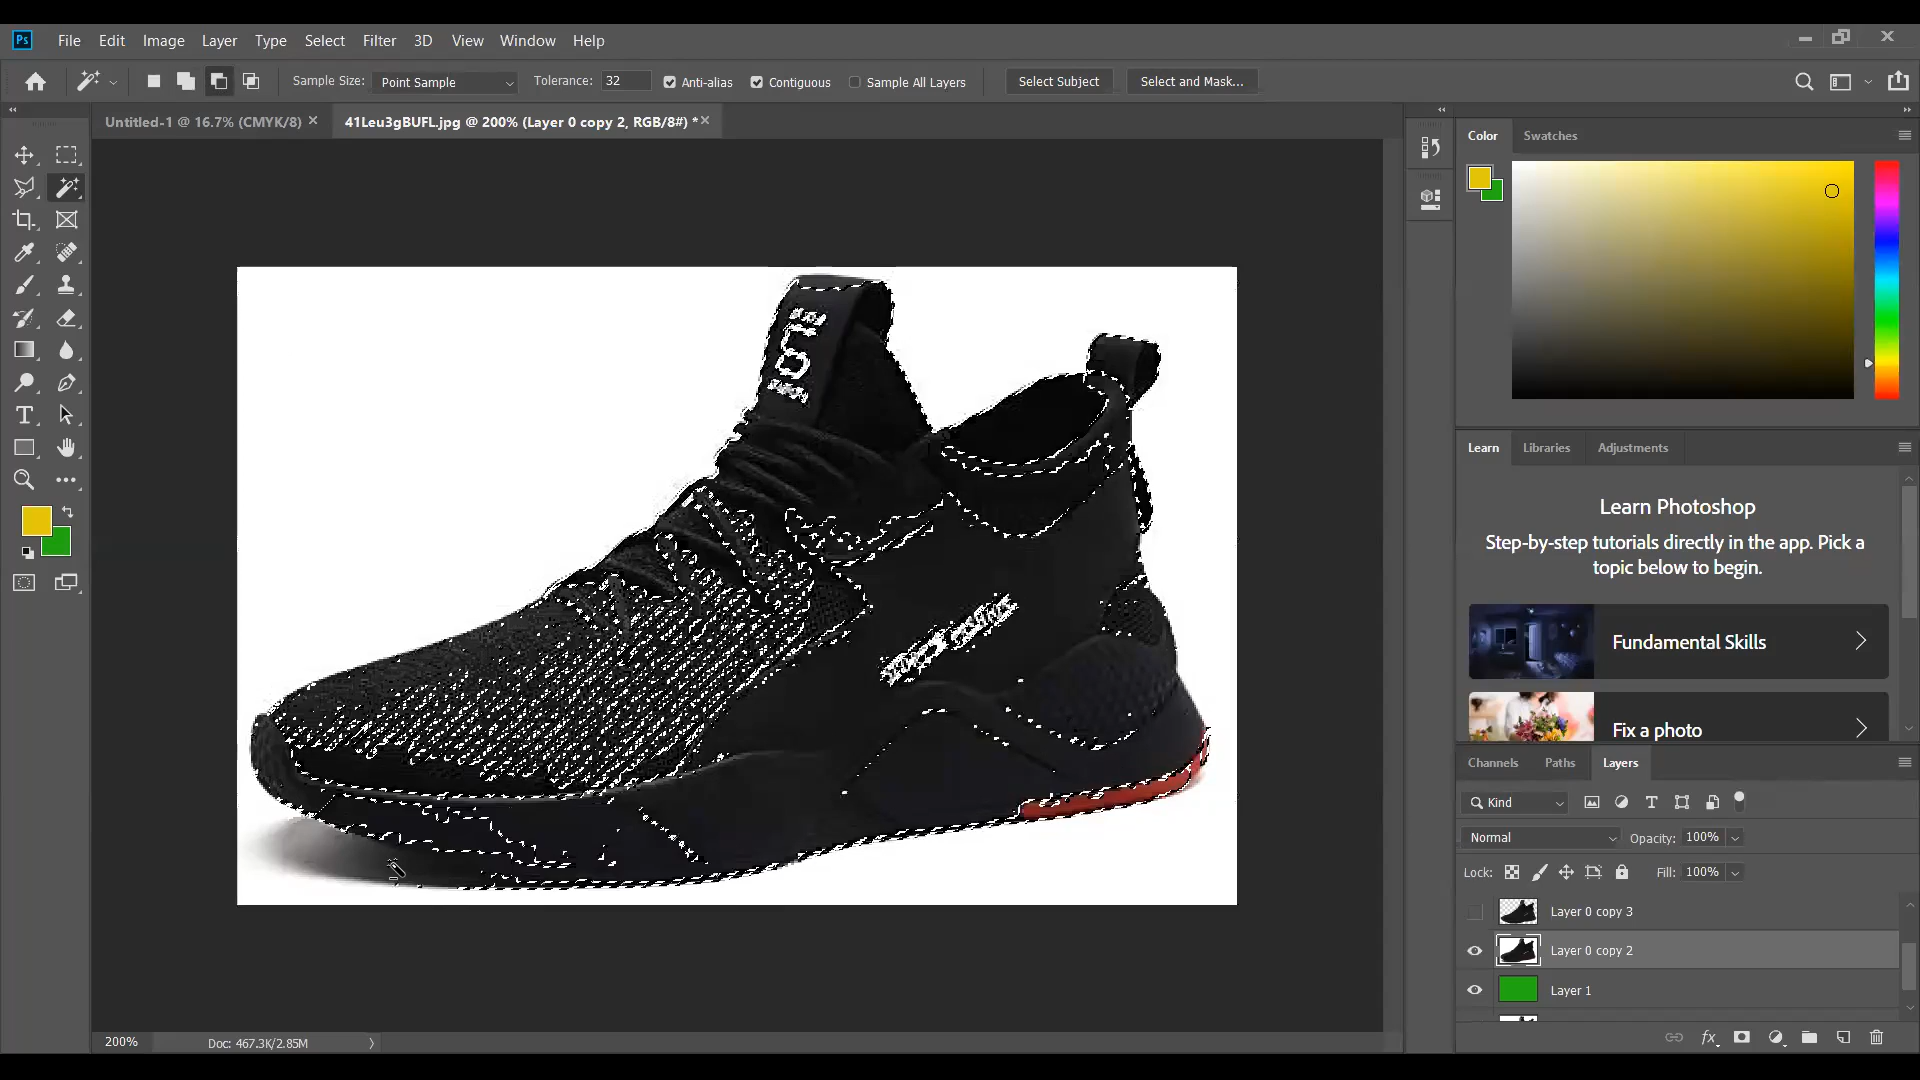 Ps File Edit Image Layer Type Select Filter 3D View Window Help
Sample Size: Point Sample Tolerance: 32 Anti-alias Contiguous Sample All Layers Select Subject Select and Mask...
Untitled-1 @ 16.7% (CMYK/8) 41Leu3gBUFL.jpg @ 200% (Layer 0 copy 2, RGB/8#) *
Color Swatches
Learn Libraries Adjustments
Learn Photoshop
Step-by-step tutorials directly in the app. Pick a
topic below to begin.
Fundamental Skills
Fix a photo
Channels Paths Layers
Kind
Normal Opacity: 100%
Lock: Fill: 100%
Layer 0 copy 3
Layer 0 copy 2
Layer 1
200% Doc: 467.3K/2.85M